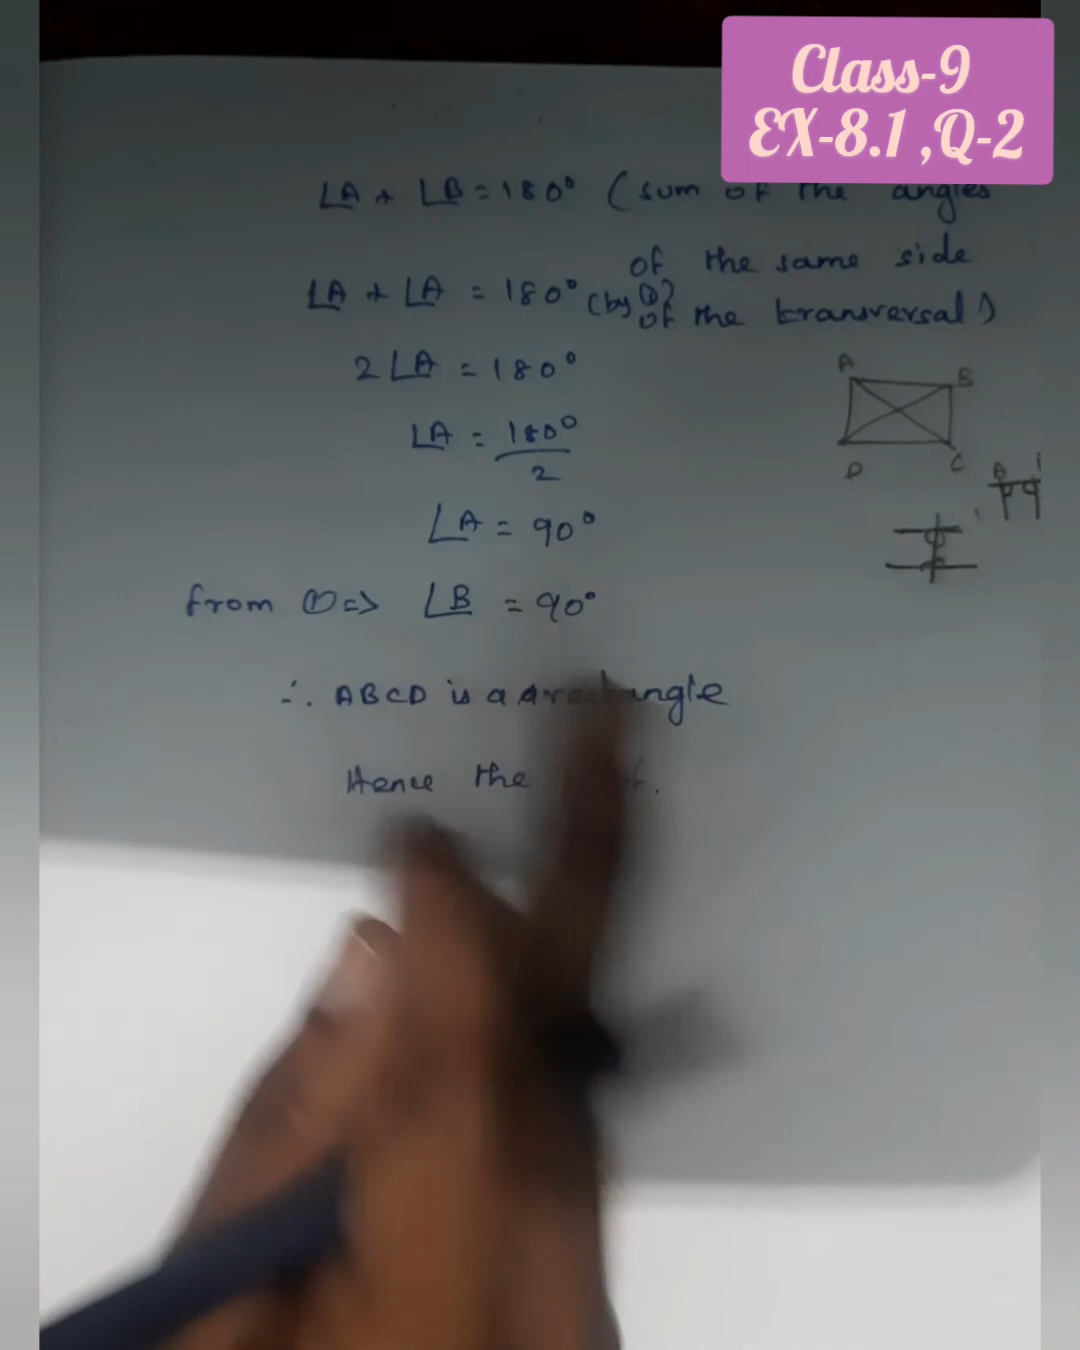 Class-9
EX-8.1 ,Q-2
∠A + ∠B = 180° (sum of the angles
of the same side
∠A + ∠A = 180° (by ①)
of the transversal)
2∠A = 180°
∠A = 180°
2
∠A = 90°
from ① => ∠B = 90°
∴ ABCD is a rectangle
Hence the
A
B
D
C
A